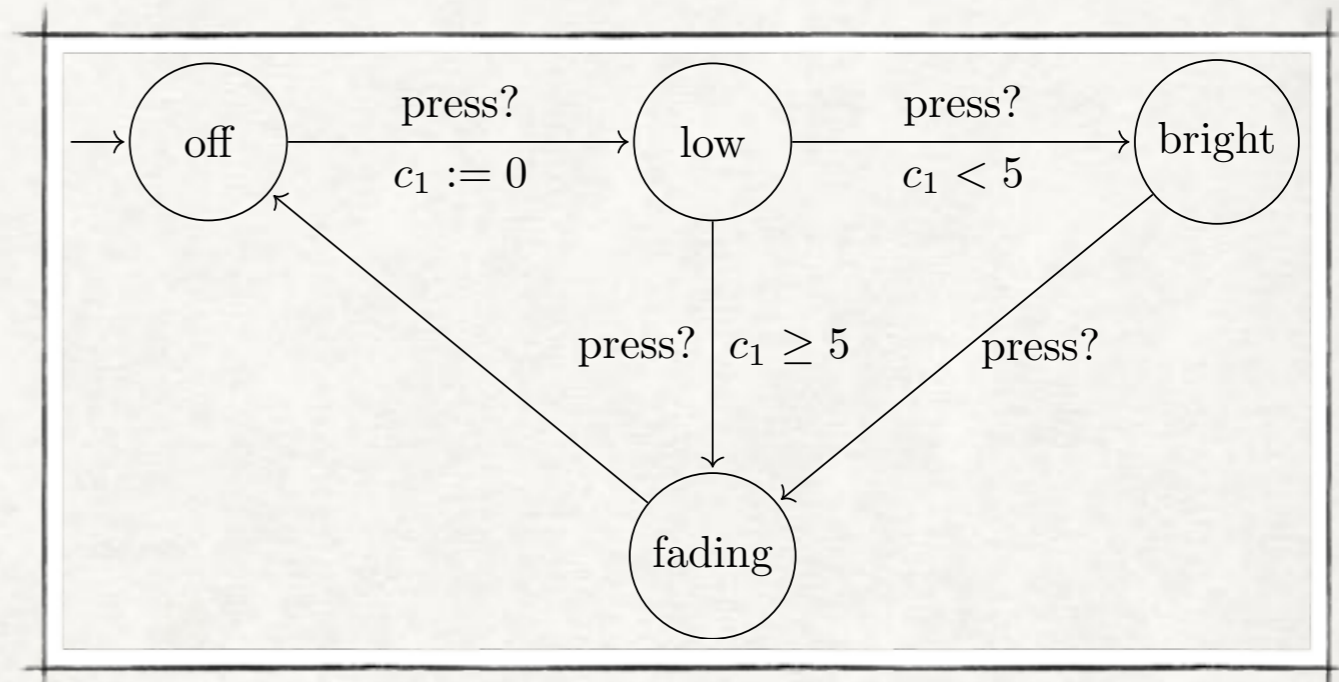 press?
press?
off
low
bright
c₁ := 0
c₁ < 5
press?
c₁ ≥ 5
press?
fading